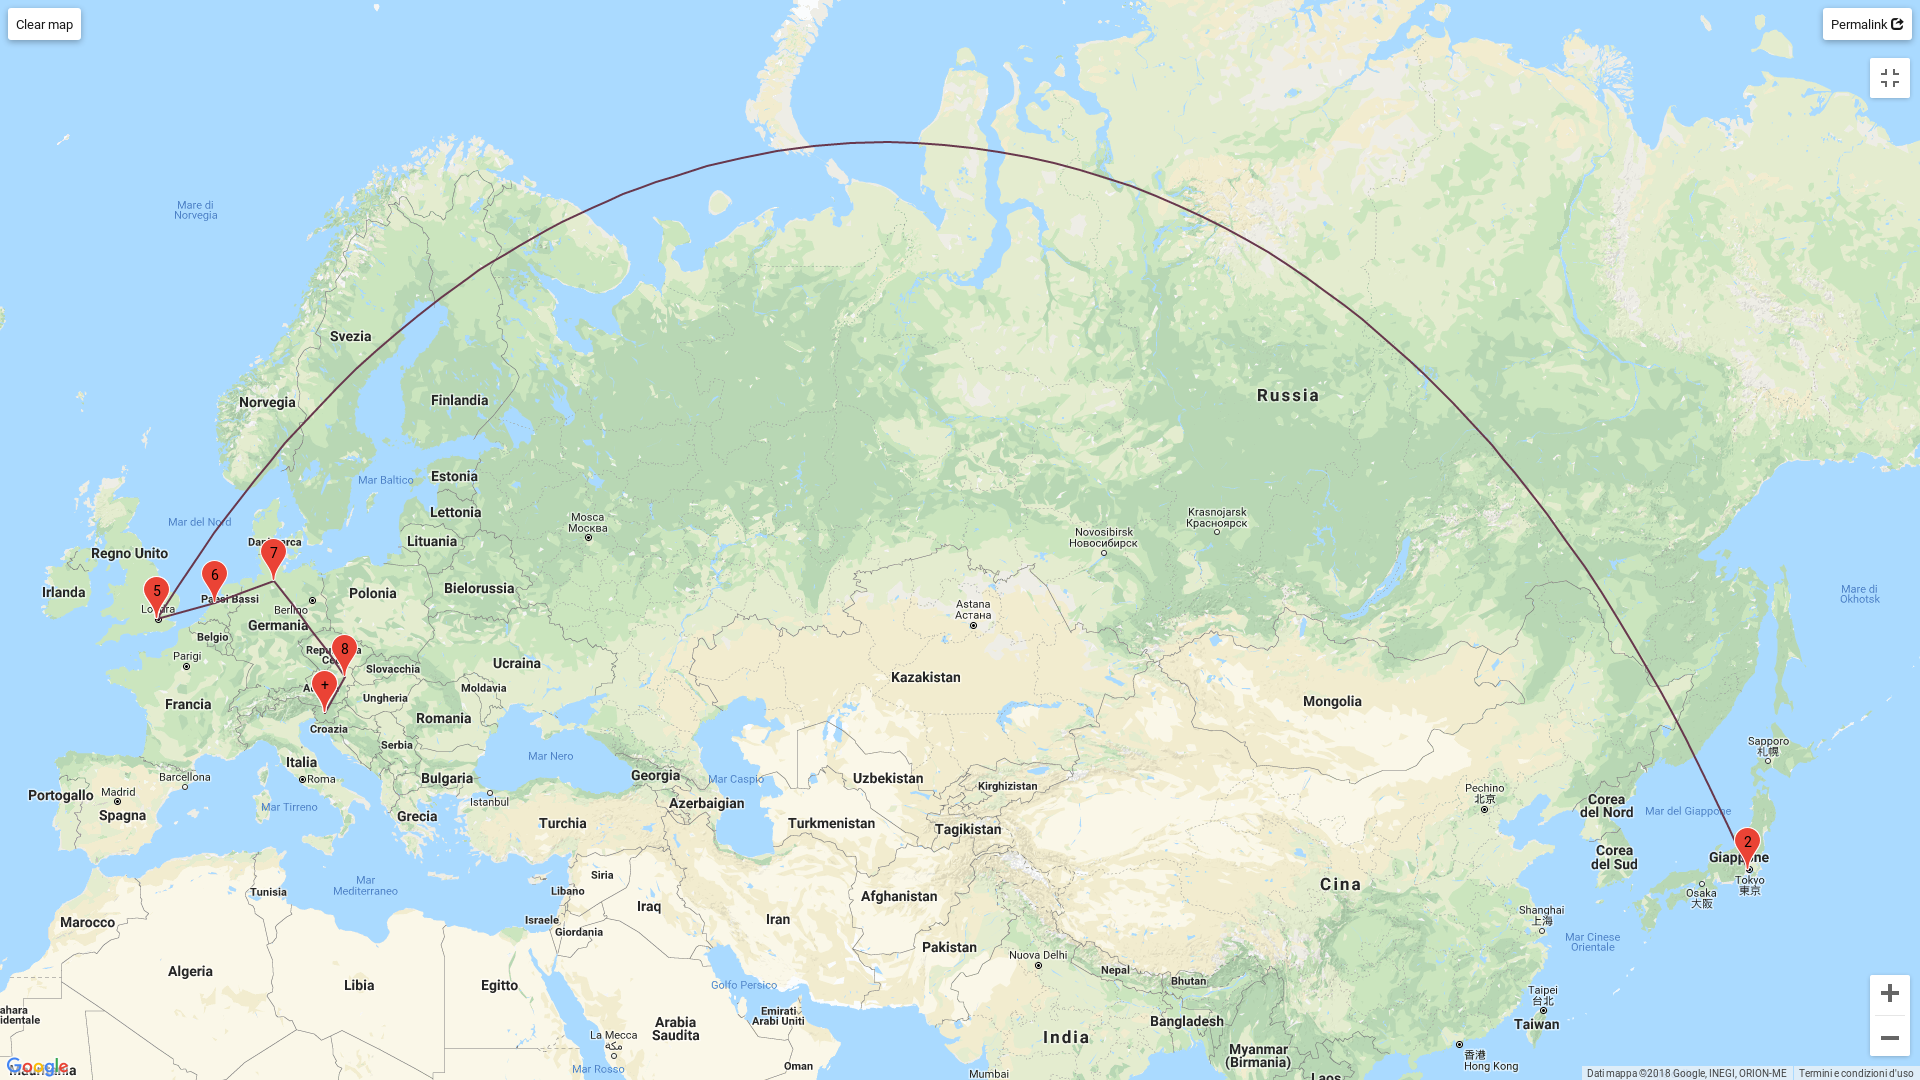 Clear map
Permalink
Mare di
Norvegia
Svezia
Norvegia
Finlandia
Russia
Estonia
Mar Baltico
Lettonia
Mar del Nord
Mosca
Москва
Krasnojarsk
Красноярск
Novosibirsk
Новосибирск
Lituania
Regno Unito
7
6
5
Irlanda
Paesi Bassi
Polonia
Bielorussia
Berlino
Germania
Belgio
Astana
Астана
Mare di
Okhotsk
8
Parigi
Slovacchia
Ucraina
Kazakistan
+
Moldavia
Ungheria
Francia
Romania
Mongolia
Croazia
Serbia
Sapporo
札幌
Italia
Mar Nero
Barcellona
Roma
Bulgaria
Georgia
Mar Caspio
Uzbekistan
Kirghizistan
Pechino
北京
Portogallo
Madrid
Spagna
Istanbul
Azerbaigian
Mar Tirreno
Grecia
Turchia
Turkmenistan
Tagikistan
Corea
del Nord
Mar del Giappone
2
Giappone
Corea
del Sud
Tokyo
東京
Osaka
大阪
Mar
Mediterraneo
Tunisia
Siria
Libano
Iraq
Afghanistan
Cina
Marocco
Israele
Giordania
Iran
Shanghai
上海
Pakistan
Mar Cinese
Orientale
Nuova Delhi
Nepal
Bhutan
Algeria
Libia
Egitto
Golfo Persico
Taipei
台北
Taiwan
Emirati
Arabi Uniti
Arabia
Saudita
La Mecca
مكة
India
Bangladesh
Myanmar
(Birmania)
香港
Hong Kong
Oman
Mar Rosso
Mumbai
Laos
Google
Dati mappa ©2018 Google, INEGI, ORION-ME
Termini e condizioni d'uso